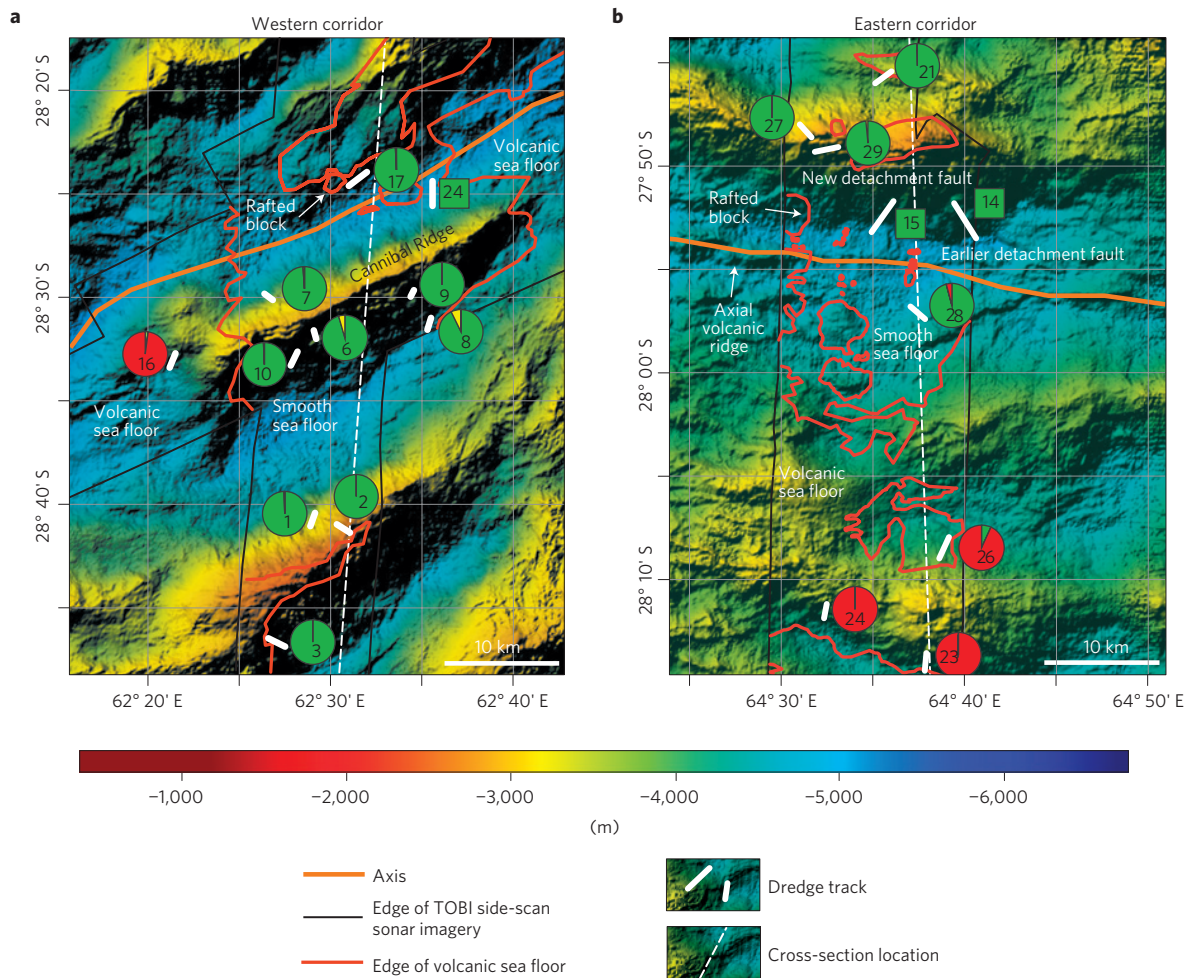 a
Western corridor
28° 20' S
28° 30' S
28° 40' S
62° 20' E
62° 30' E
62° 40' E
Volcanic
sea floor
17
24
Rafted
block
Cannibal Ridge
7
9
6
8
16
10
Volcanic
sea floor
Smooth
sea floor
2
1
3
10 km
b
Eastern corridor
27° 50' S
28° 00' S
28° 10' S
64° 30' E
64° 40' E
64° 50' E
21
27
29
New detachment fault
Rafted
block
14
15
Earlier detachment fault
Axial
volcanic
ridge
28
Smooth
sea floor
Volcanic
sea floor
26
24
23
10 km
−1,000
−2,000
−3,000
−4,000
−5,000
−6,000
(m)
Axis
Edge of TOBI side-scan
sonar imagery
Edge of volcanic sea floor
Dredge track
Cross-section location